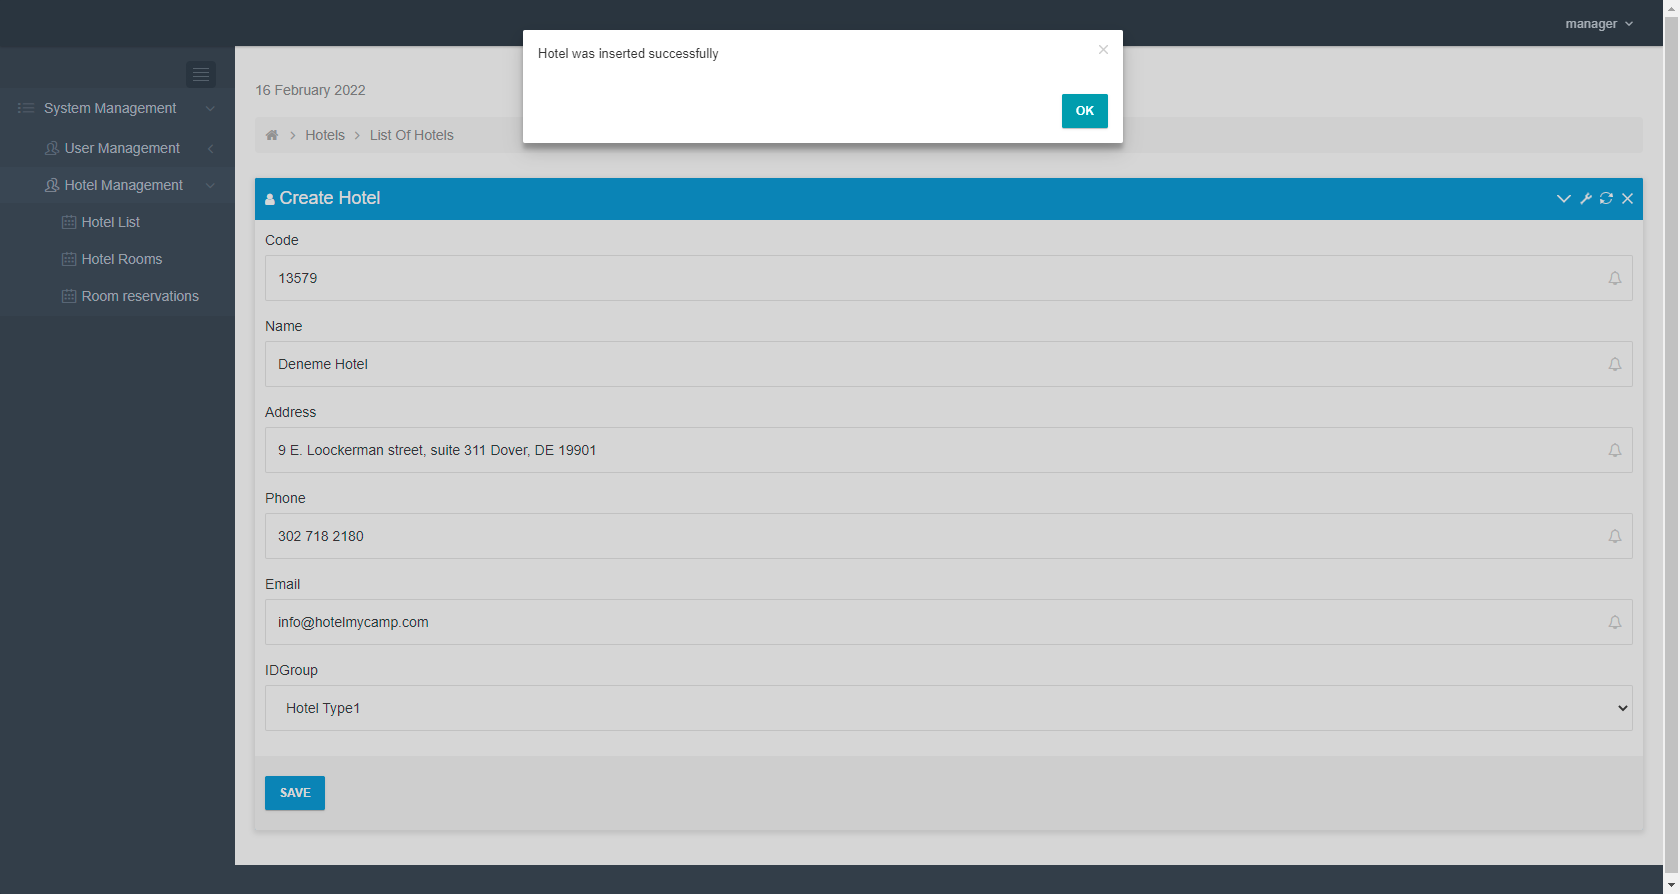 manager
Hotel was inserted successfully
×
OK
16 February 2022
Hotels
List Of Hotels
System Management
User Management
Hotel Management
Hotel List
Hotel Rooms
Room reservations
Create Hotel
Code
13579
Name
Deneme Hotel
Address
9 E. Loockerman street, suite 311 Dover, DE 19901
Phone
302 718 2180
Email
info@hotelmycamp.com
IDGroup
Hotel Type1
SAVE